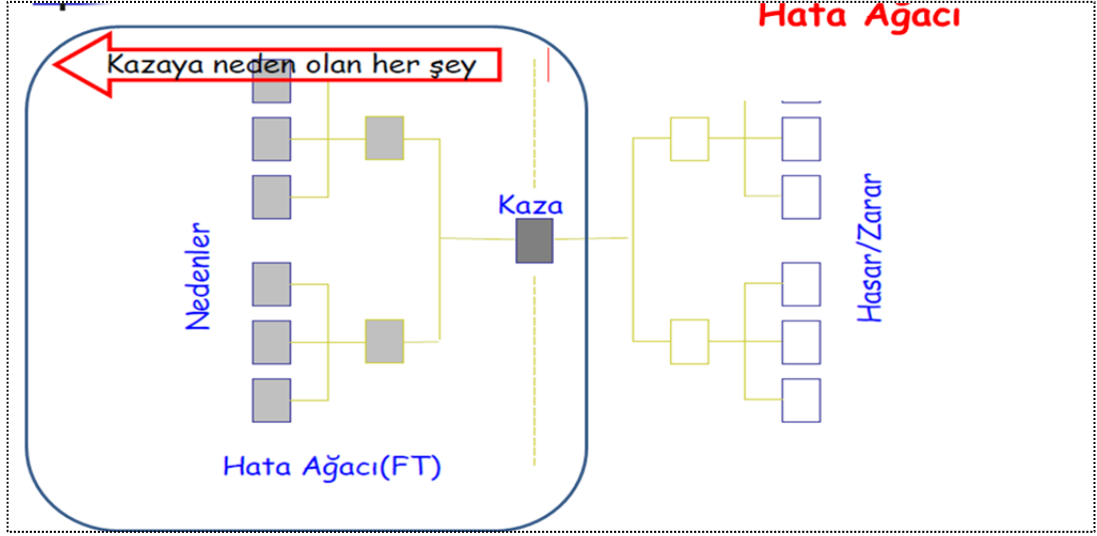 Hata Ağacı
Kazaya neden olan her şey
Kaza
Nedenler
Hasar/Zarar
Hata Ağacı(FT)